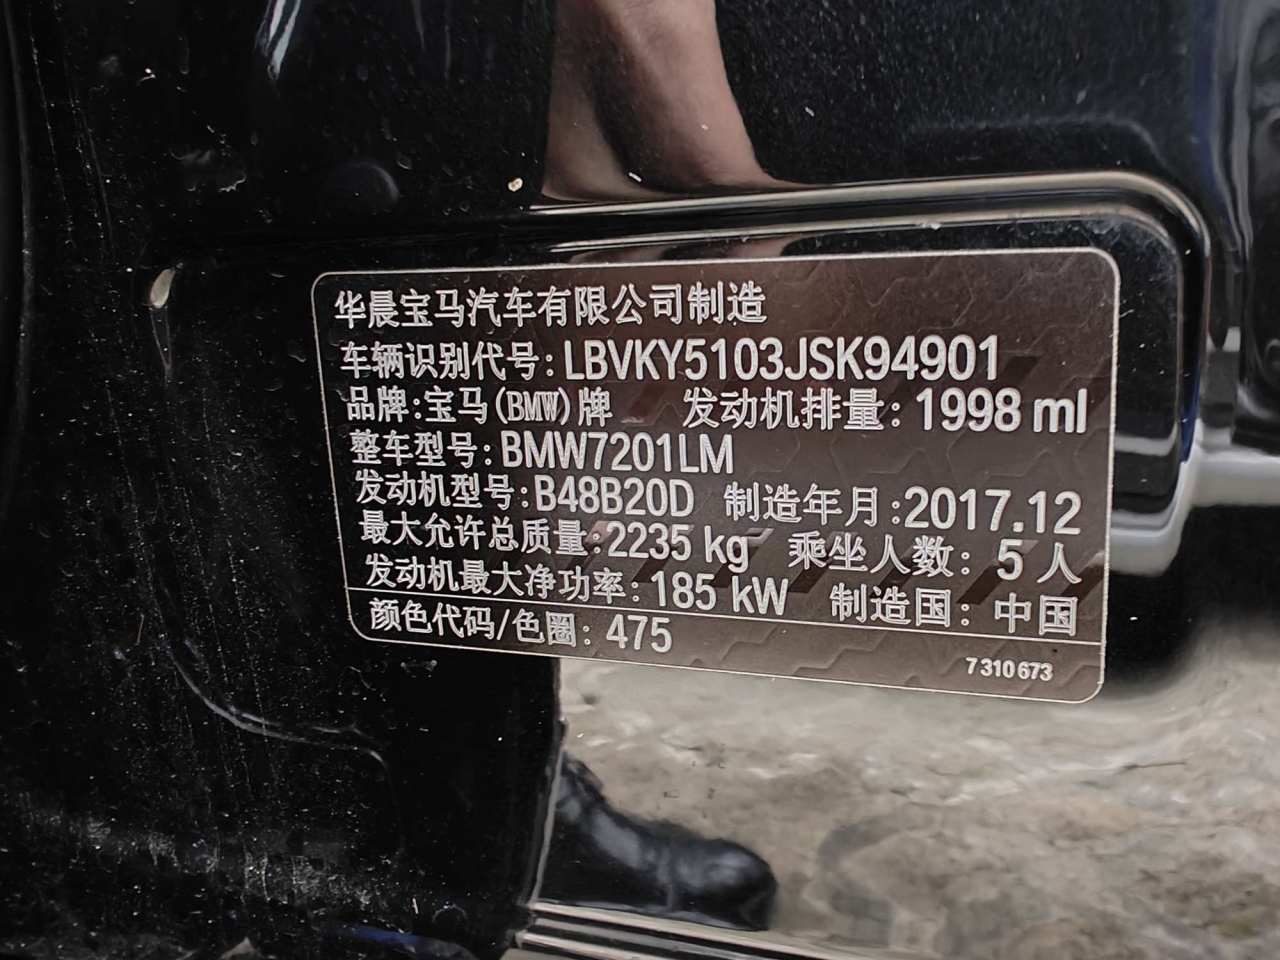 华晨宝马汽车有限公司制造
车辆识别代号: LBVKY5103JSK94901
品牌: 宝马(BMW)牌 发动机排量: 1998 ml
整车型号: BMW7201LM
发动机型号: B48B20D 制造年月: 2017.12
最大允许总质量: 2235 kg 乘坐人数: 5 人
发动机最大净功率: 185 kW 制造国: 中国
颜色代码/色圈: 475
7310673